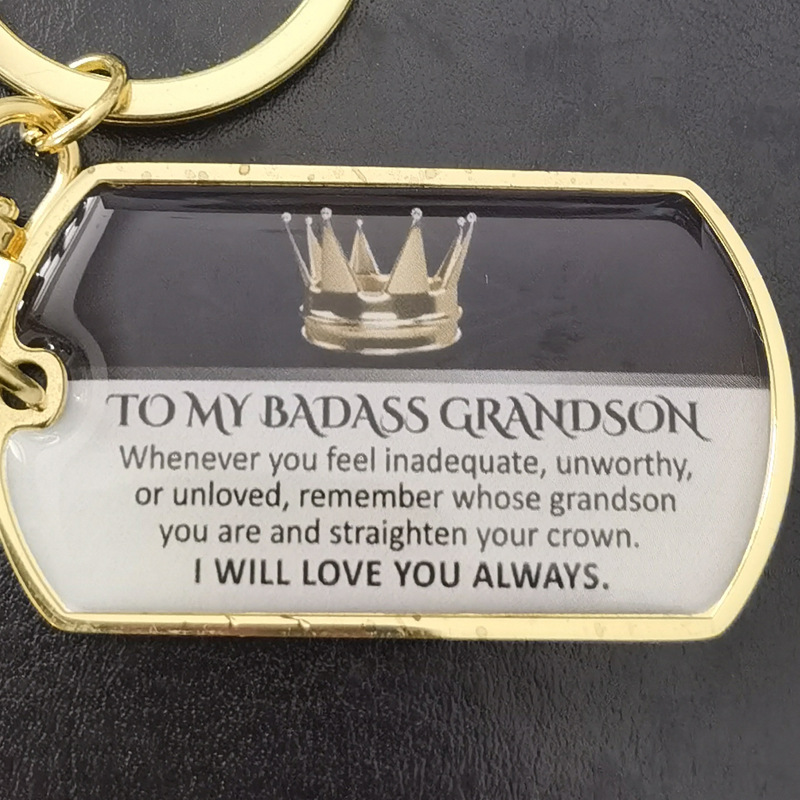 TO MY BADASS GRANDSON
Whenever you feel inadequate, unworthy,
or unloved, remember whose grandson
you are and straighten your crown.
I WILL LOVE YOU ALWAYS.